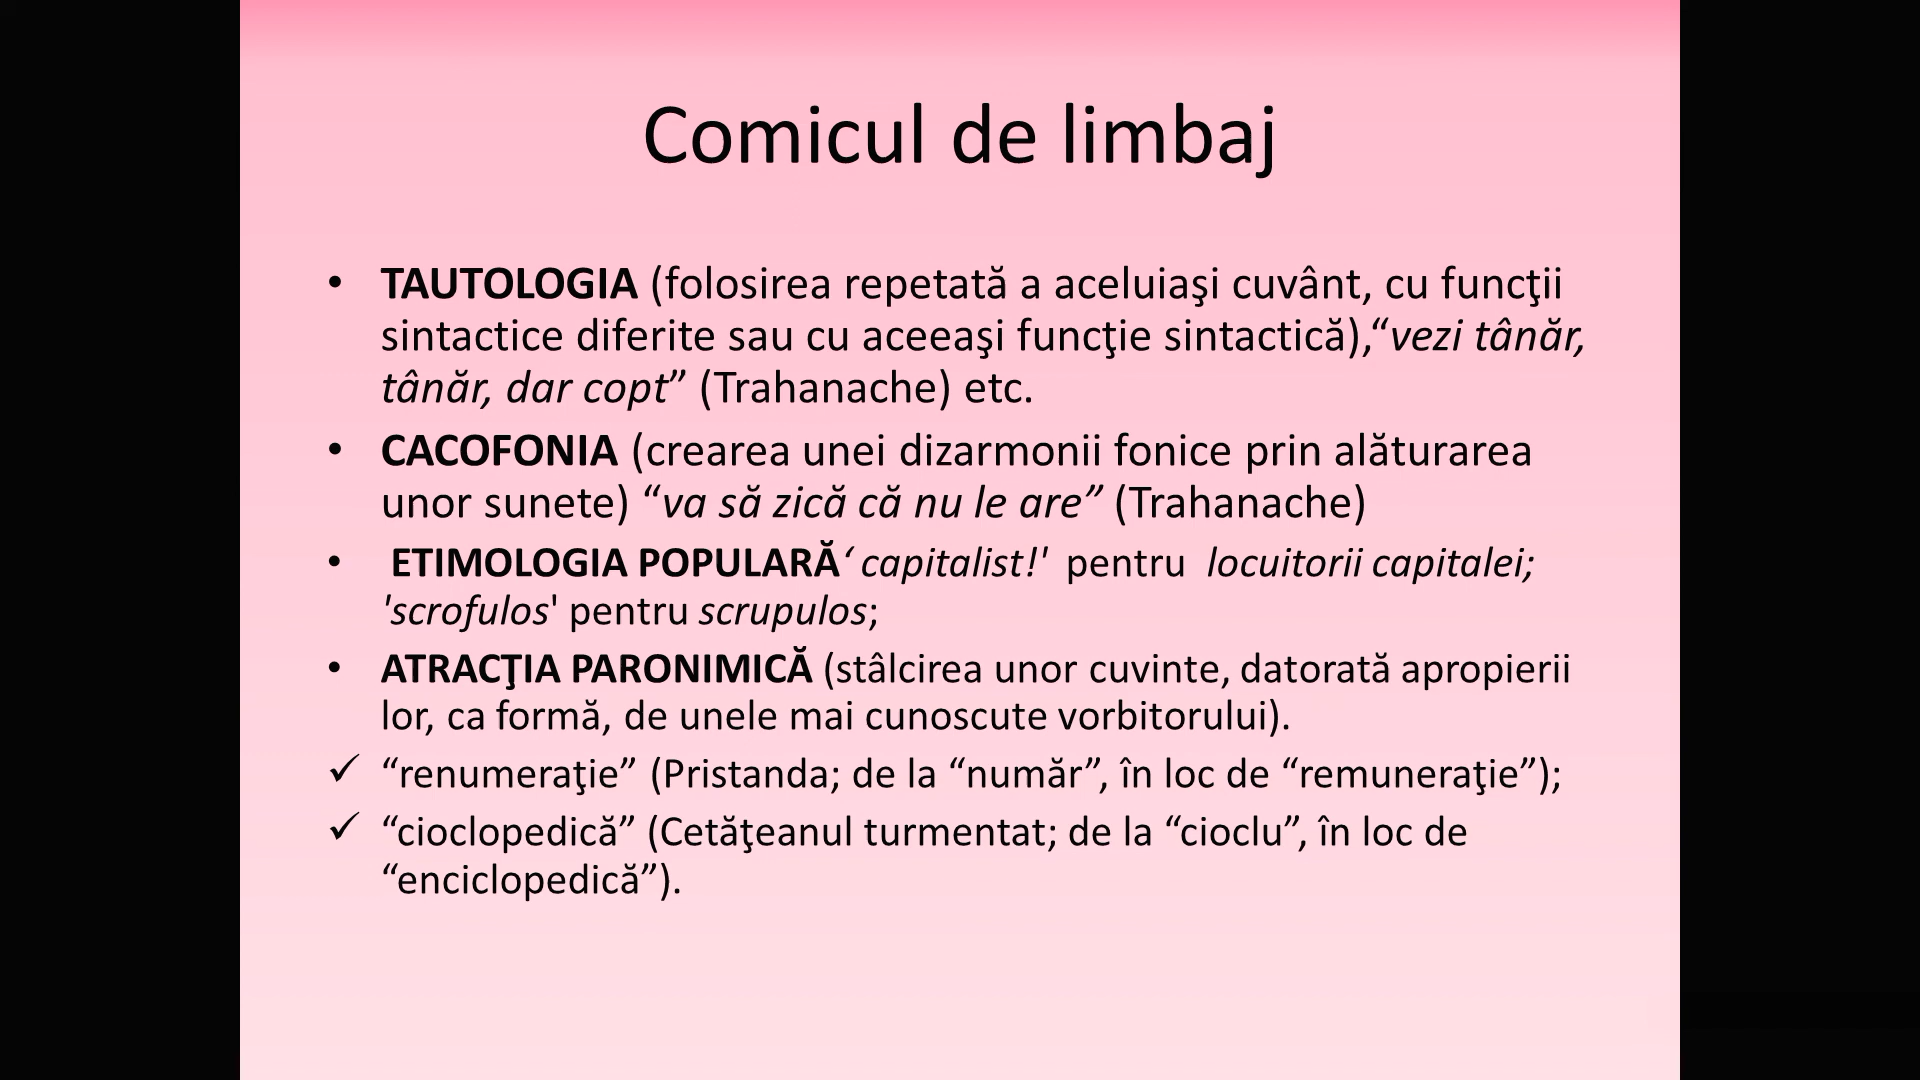 Comicul de limbaj
• TAUTOLOGIA (folosirea repetată a aceluiaşi cuvânt, cu funcţii
sintactice diferite sau cu aceeaşi funcţie sintactică),“vezi tânăr,
tânăr, dar copt” (Trahanache) etc.
• CACOFONIA (crearea unei dizarmonii fonice prin alăturarea
unor sunete) “va să zică că nu le are” (Trahanache)
• ETIMOLOGIA POPULARĂ‘ capitalist!' pentru locuitorii capitalei;
'scrofulos' pentru scrupulos;
• ATRACŢIA PARONIMICĂ (stâlcirea unor cuvinte, datorată apropierii
lor, ca formă, de unele mai cunoscute vorbitorului).
✓ “renumeraţie” (Pristanda; de la “număr”, în loc de “remuneraţie”);
✓ “cioclopedică” (Cetăţeanul turmentat; de la “cioclu”, în loc de
“enciclopedică”).